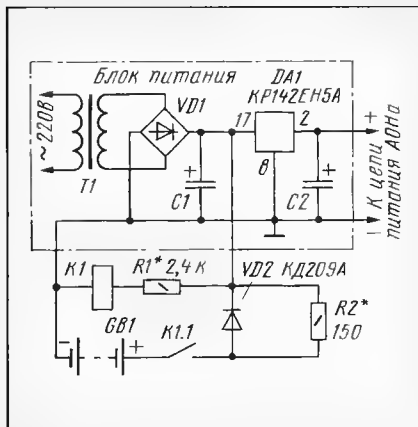 Блок питания
DA1
КР142ЕН5А
VD1
17
2
8
~220В
T1
+
C1
+
C2
+
–
К цепи
питания АОНа
K1
R1* 2,4 к
VD2 КД209А
R2*
150
GB1
–
+
K1.1